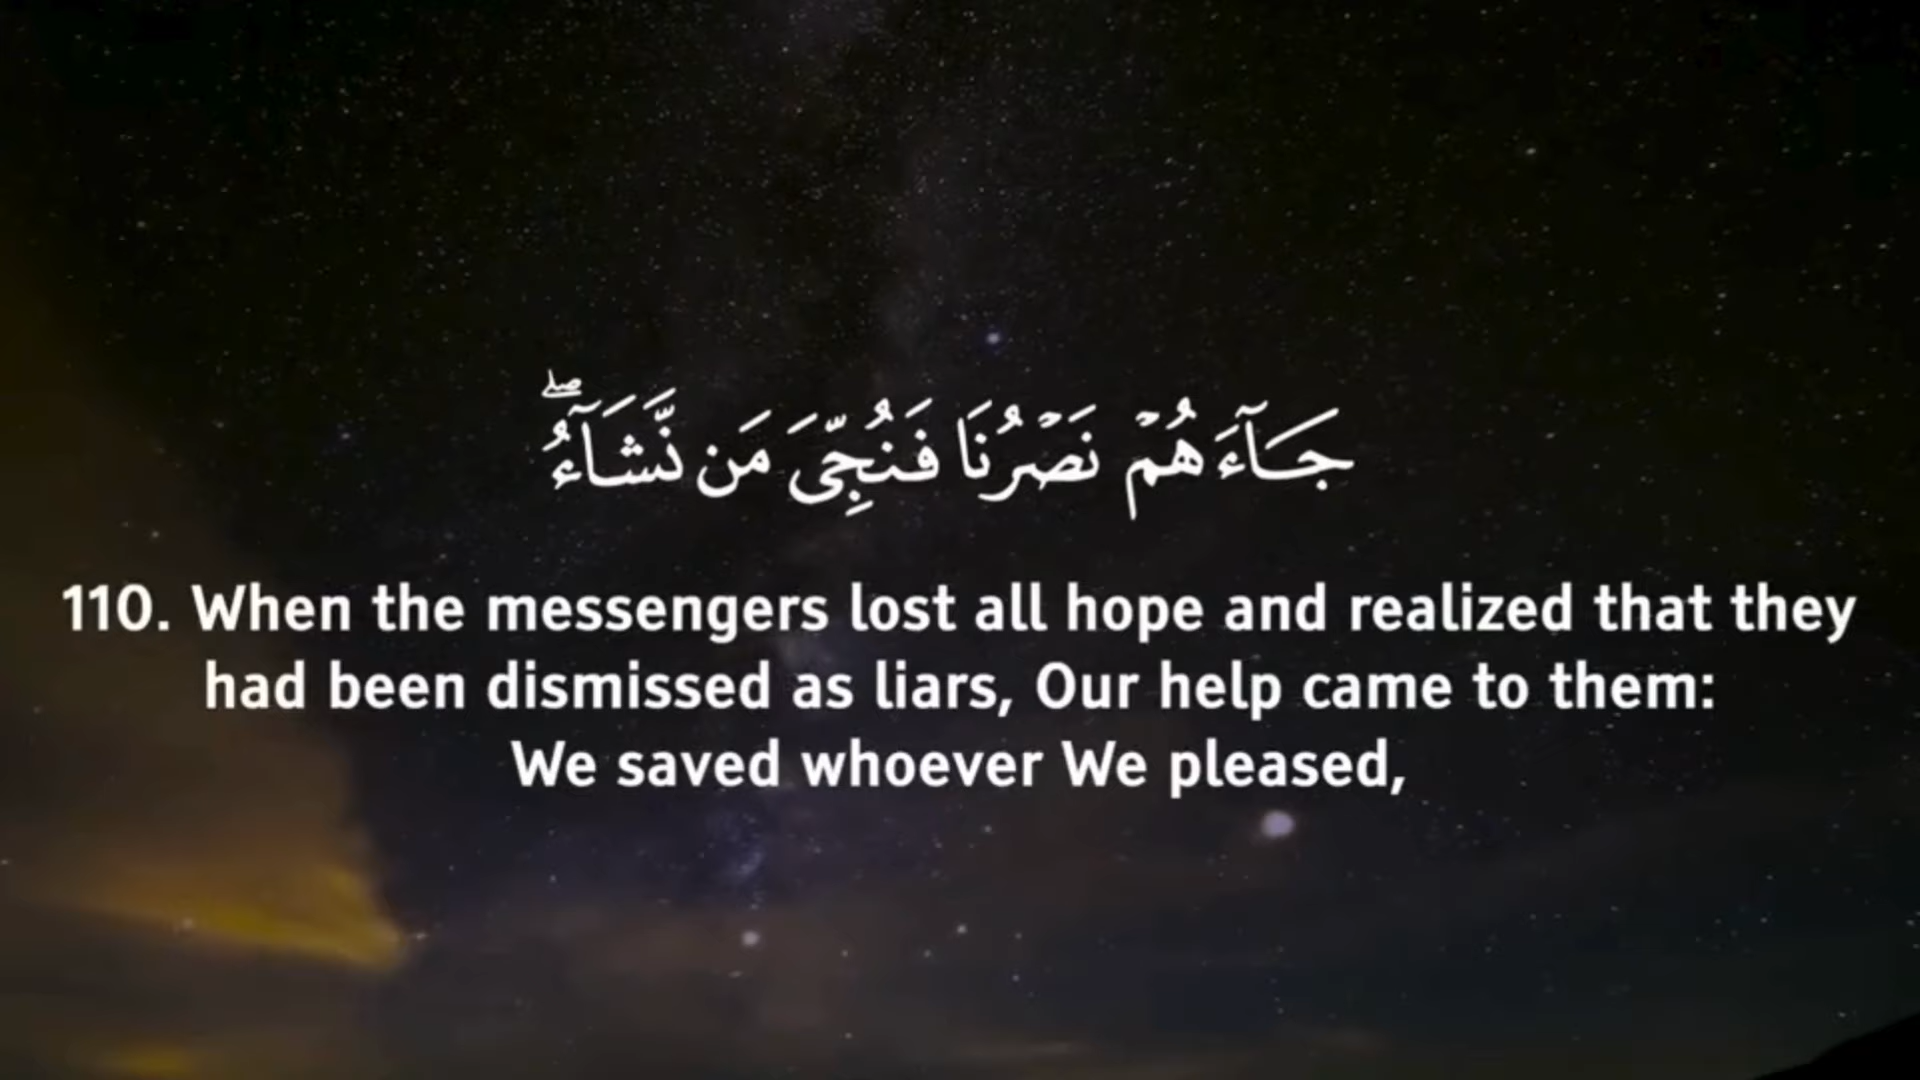 جَآءَهُمْ نَصْرُنَا فَنُجِّىَ مَن نَّشَآءُ ۖ
110. When the messengers lost all hope and realized that they
had been dismissed as liars, Our help came to them:
We saved whoever We pleased,